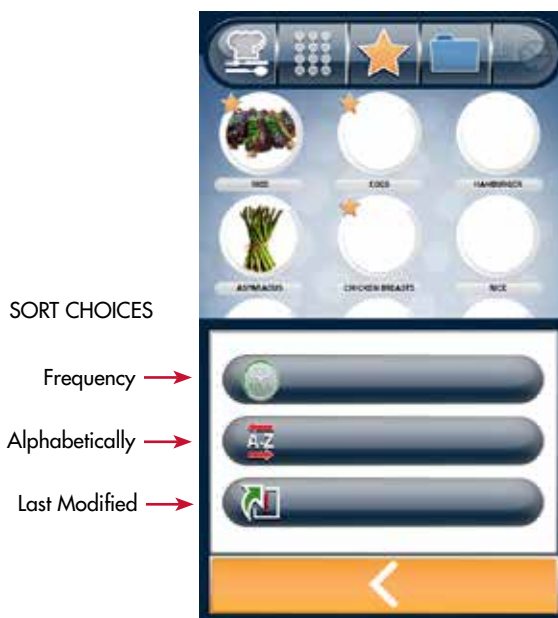 RIBS
EGGS
HAMBURGER
ASPARAGUS
CHICKEN BREASTS
RICE
SORT CHOICES
Frequency
Alphabetically
A-Z
Last Modified